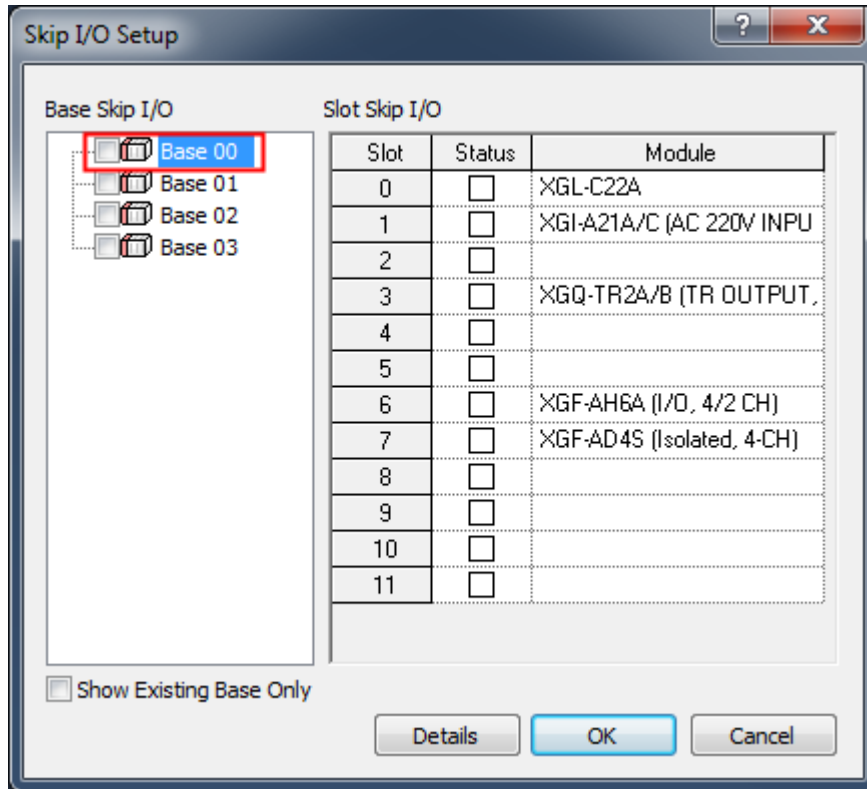 Skip I/O Setup
Base Skip I/O
Base 00
Base 01
Base 02
Base 03
Slot Skip I/O
Slot Status Module
0 XGL-C22A
1 XGI-A21A/C (AC 220V INPU
2
3 XGQ-TR2A/B (TR OUTPUT,
4
5
6 XGF-AH6A (I/O, 4/2 CH)
7 XGF-AD4S (Isolated, 4-CH)
8
9
10
11
Show Existing Base Only
Details OK Cancel